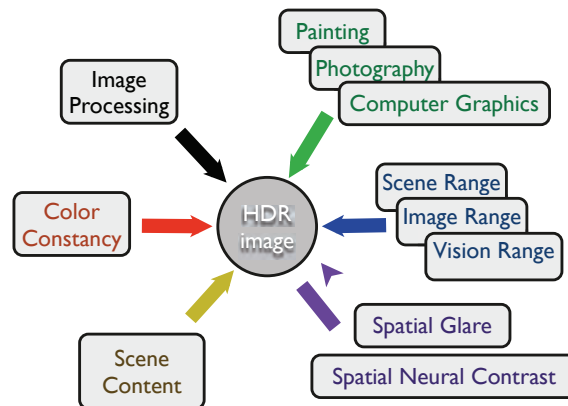 Painting
Photography
Computer Graphics
Image
Processing
Scene Range
Image Range
Vision Range
Color
Constancy
HDR
image
Spatial Glare
Spatial Neural Contrast
Scene
Content